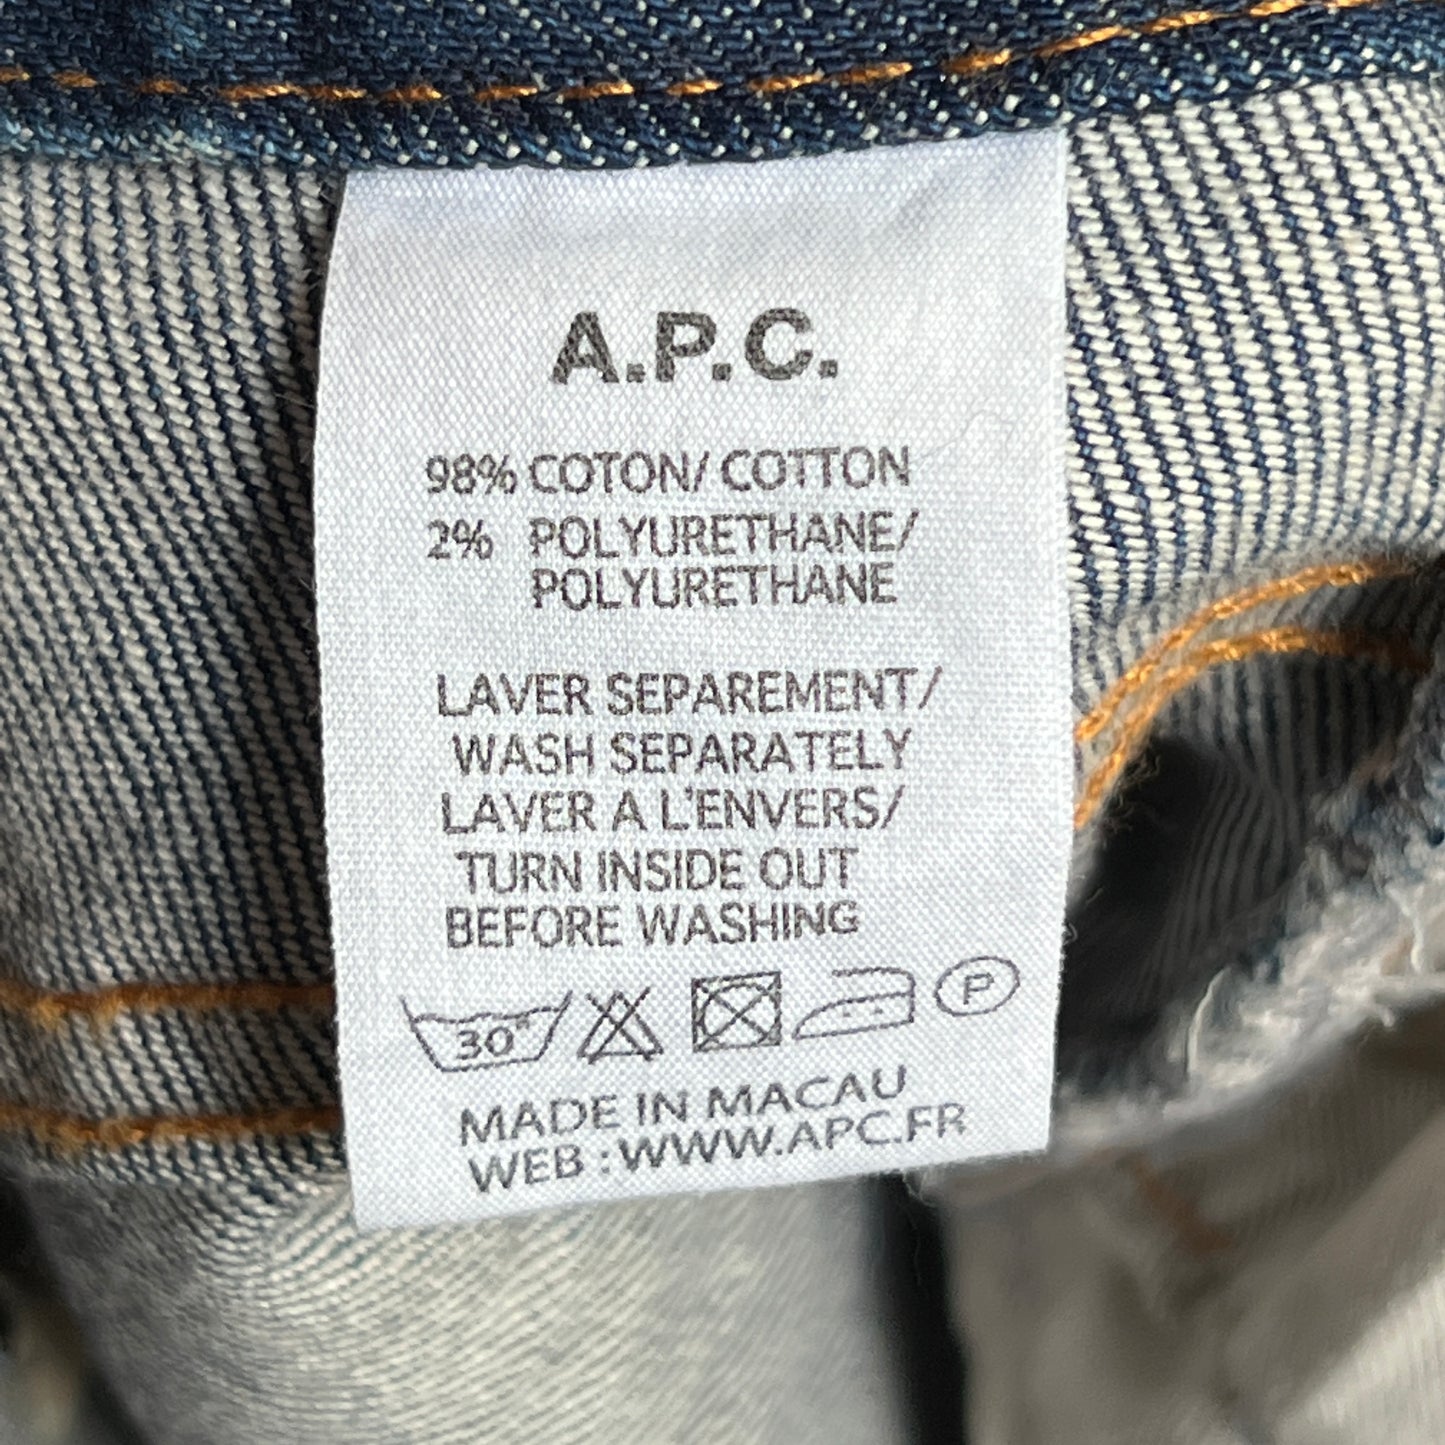 A.P.C.
98% COTON/ COTTON
2% POLYURETHANE/
POLYURETHANE
LAVER SEPAREMENT/
WASH SEPARATELY
LAVER A L'ENVERS/
TURN INSIDE OUT
BEFORE WASHING
30° P
MADE IN MACAU
WEB : WWW.APC.FR